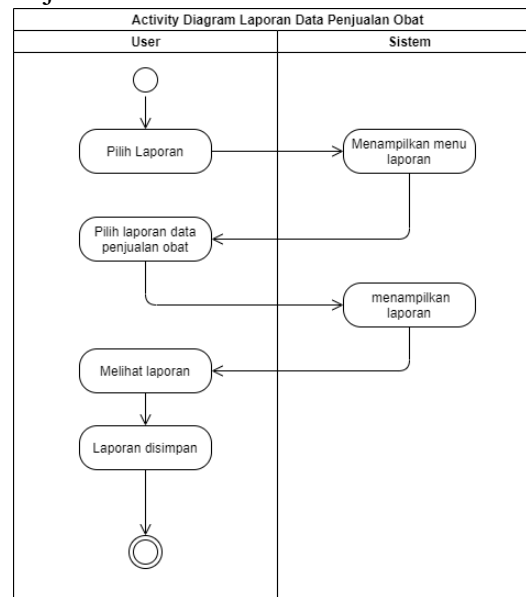 Activity Diagram Laporan Data Penjualan Obat
User
Sistem
Pilih Laporan
Menampilkan menu
laporan
Pilih laporan data
penjualan obat
menampilkan
laporan
Melihat laporan
Laporan disimpan